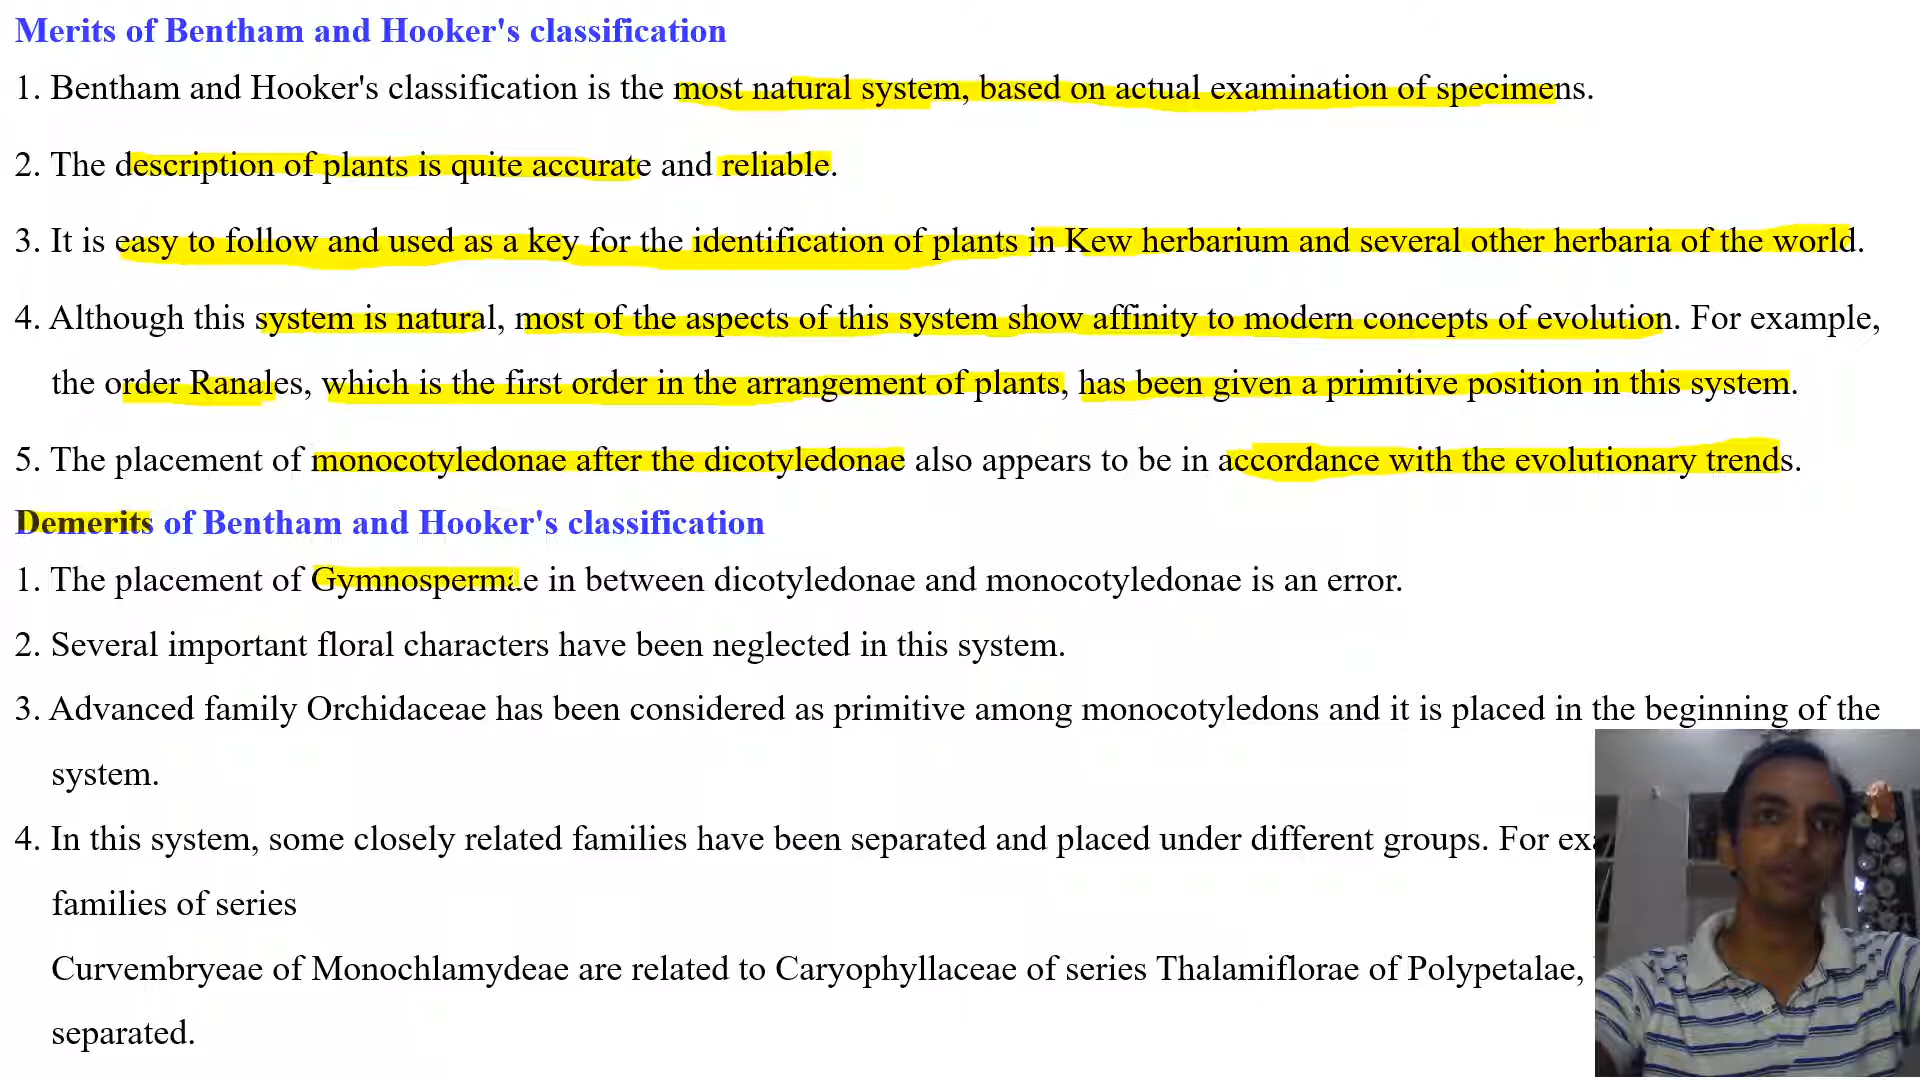 Merits of Bentham and Hooker's classification
1. Bentham and Hooker's classification is the most natural system, based on actual examination of specimens.
2. The description of plants is quite accurate and reliable.
3. It is easy to follow and used as a key for the identification of plants in Kew herbarium and several other herbaria of the world.
4. Although this system is natural, most of the aspects of this system show affinity to modern concepts of evolution. For example,
the order Ranales, which is the first order in the arrangement of plants, has been given a primitive position in this system.
5. The placement of monocotyledonae after the dicotyledonae also appears to be in accordance with the evolutionary trends.
Demerits of Bentham and Hooker's classification
1. The placement of Gymnospermae in between dicotyledonae and monocotyledonae is an error.
2. Several important floral characters have been neglected in this system.
3. Advanced family Orchidaceae has been considered as primitive among monocotyledons and it is placed in the beginning of the
system.
4. In this system, some closely related families have been separated and placed under different groups. For
families of series
Curvembryeae of Monochlamydeae are related to Caryophyllaceae of series Thalamiflorae of Polypetalae,
separated.